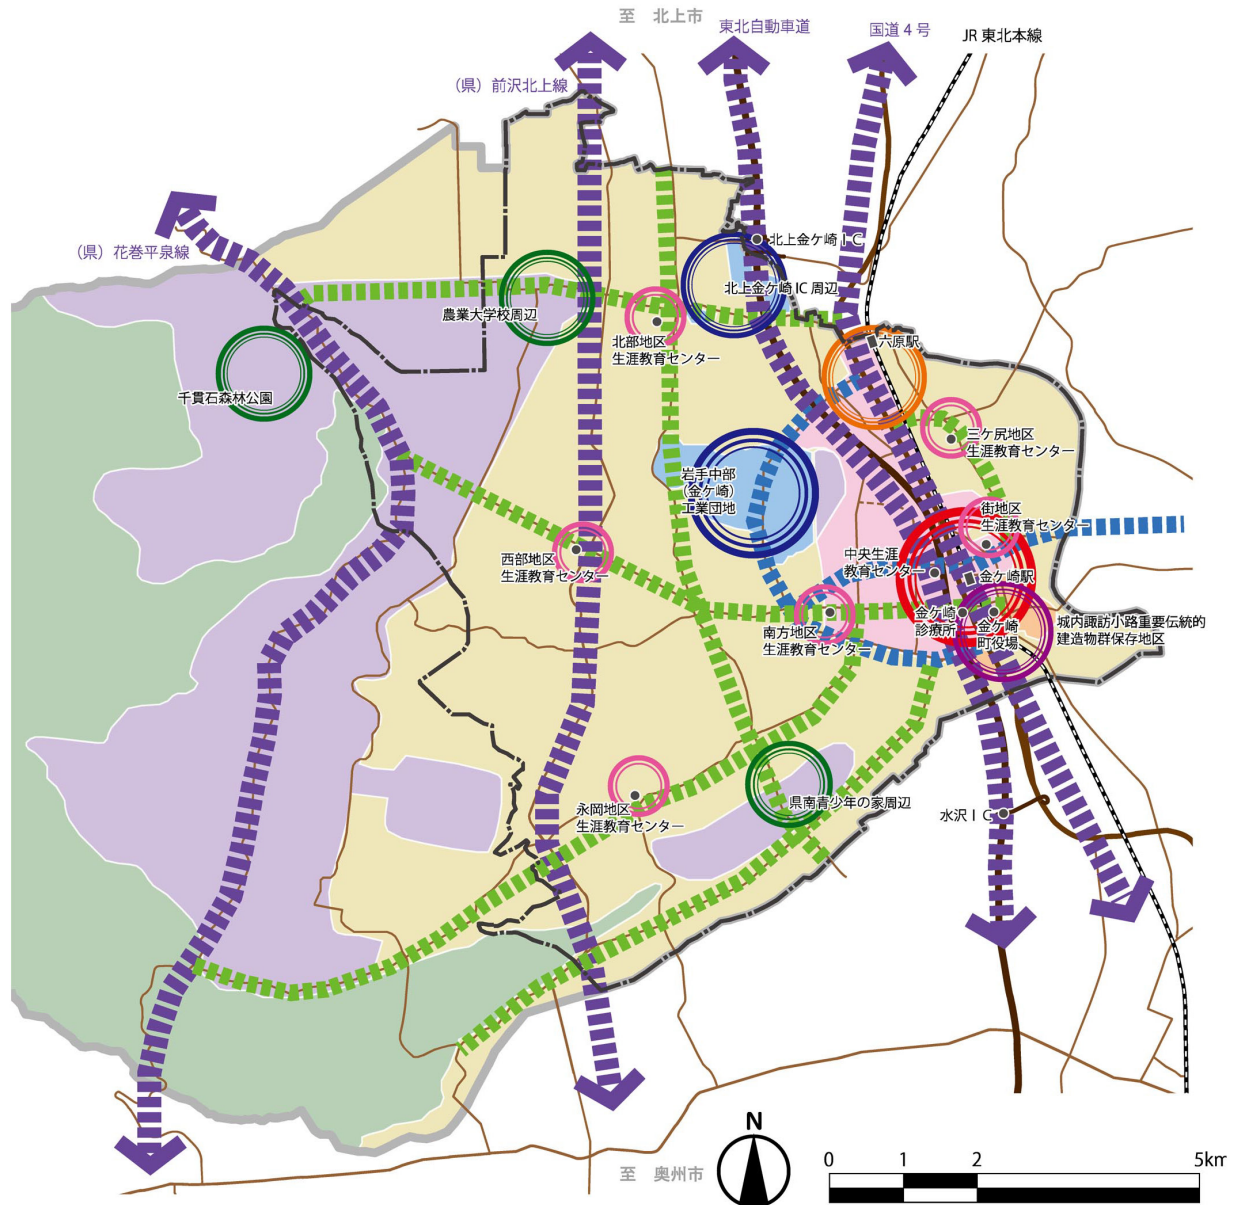 至 北上市
東北自動車道
国道4号
JR 東北本線
（県）前沢北上線
（県）花巻平泉線
北上金ケ崎ＩＣ
北上金ケ崎IC周辺
農業大学校周辺
北部地区
生涯教育センター
六原駅
千貫石森林公園
三ケ尻地区
生涯教育センター
岩手中部
（金ケ崎）
工業団地
街地区
生涯教育センター
西部地区
生涯教育センター
中央生涯
教育センター
金ケ崎駅
南方地区
生涯教育センター
金ケ崎
診療所
金ケ崎
町役場
城内諏訪小路重要伝統的
建造物群保存地区
永岡地区
生涯教育センター
県南青少年の家周辺
水沢ＩＣ
至 奥州市
N
0 1 2 5km